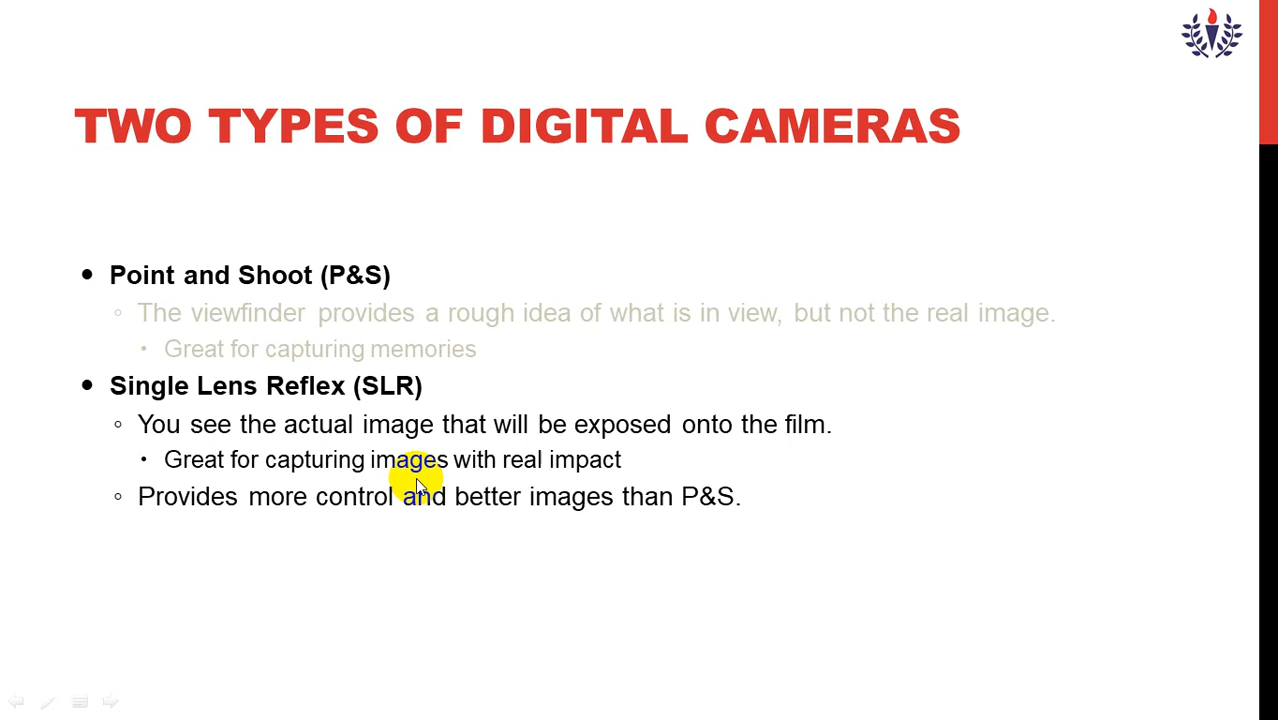 TWO TYPES OF DIGITAL CAMERAS
• Point and Shoot (P&S)
◦ The viewfinder provides a rough idea of what is in view, but not the real image.
• Great for capturing memories
• Single Lens Reflex (SLR)
◦ You see the actual image that will be exposed onto the film.
• Great for capturing images with real impact
◦ Provides more control and better images than P&S.